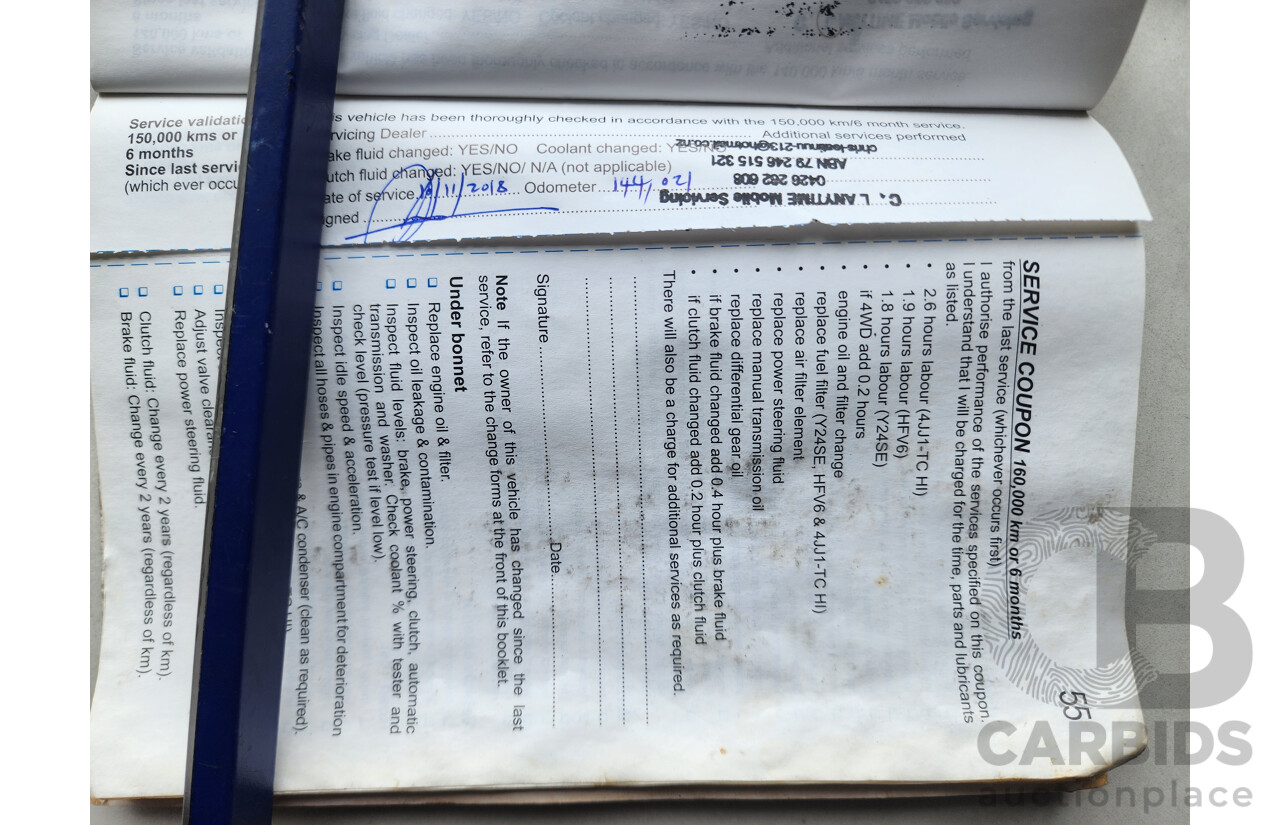 Service validatio
150,000 kms or
6 months
Since last servi
(which ever occu
is vehicle has been thoroughly checked in accordance with the 150,000 km/6 month service.
rvicing Dealer Additional services performed
ake fluid changed: YES/NO Coolant changed: YES/NO
utch fluid changed: YES/NO/ N/A (not applicable)
ate of service /11/2018 Odometer 144,021
gned
C. L ANYTIME Mobile Servicing
0426 282 608
ABN 79 246 515 321
SERVICE COUPON 160,000 km or 6 months
from the last service (whichever occurs first)
I authorise performance of the services specified on this coupon.
I understand that I will be charged for the time, parts and lubricants
as listed.
• 2.6 hours labour (4JJ1-TC HI)
• 1.9 hours labour (HFV6)
• 1.8 hours labour (Y24SE)
• if 4WD add 0.2 hours
• engine oil and filter change
• replace fuel filter (Y24SE, HFV6 & 4JJ1-TC HI)
• replace air filter element
• replace power steering fluid
• replace manual transmission oil
• replace differential gear oil
• if brake fluid changed add 0.4 hour plus brake fluid
• if clutch fluid changed add 0.2 hour plus clutch fluid
There will also be a charge for additional services as required.
Signature Date
Note If the owner of this vehicle has changed since the last
service, refer to the change forms at the front of this booklet.
Under bonnet
Replace engine oil & filter.
Inspect oil leakage & contamination.
Inspect fluid levels: brake, power steering, clutch, automatic
transmission and washer. Check coolant % with tester and
check level (pressure test if level low).
Inspect idle speed & acceleration.
Inspect all hoses & pipes in engine compartment for deterioration
& A/C condenser (clean as required).
Inspect
Adjust valve clearan
Replace power steering fluid.
Clutch fluid: Change every 2 years (regardless of km).
Brake fluid: Change every 2 years (regardless of km).
55
CARBIDS
auctionplace